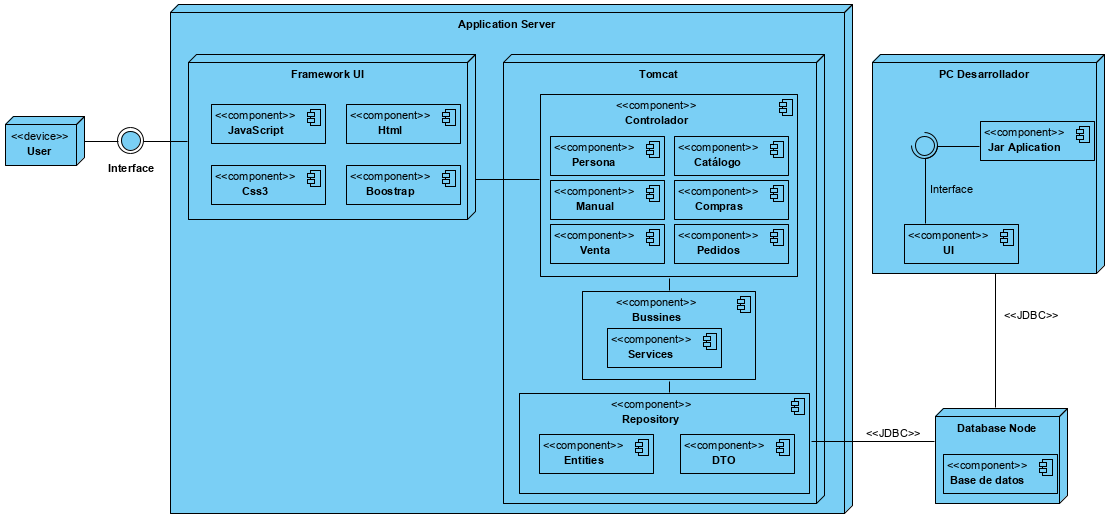 Application Server
Framework UI
Tomcat
PC Desarrollador
<<device>>
User
Interface
<<component>>
JavaScript
<<component>>
Html
<<component>>
Css3
<<component>>
Boostrap
<<component>>
Controlador
<<component>>
Persona
<<component>>
Catálogo
<<component>>
Manual
<<component>>
Compras
<<component>>
Venta
<<component>>
Pedidos
<<component>>
Bussines
<<component>>
Services
<<component>>
Repository
<<component>>
Entities
<<component>>
DTO
<<component>>
Jar Aplication
Interface
<<component>>
UI
<<JDBC>>
<<JDBC>>
Database Node
<<component>>
Base de datos